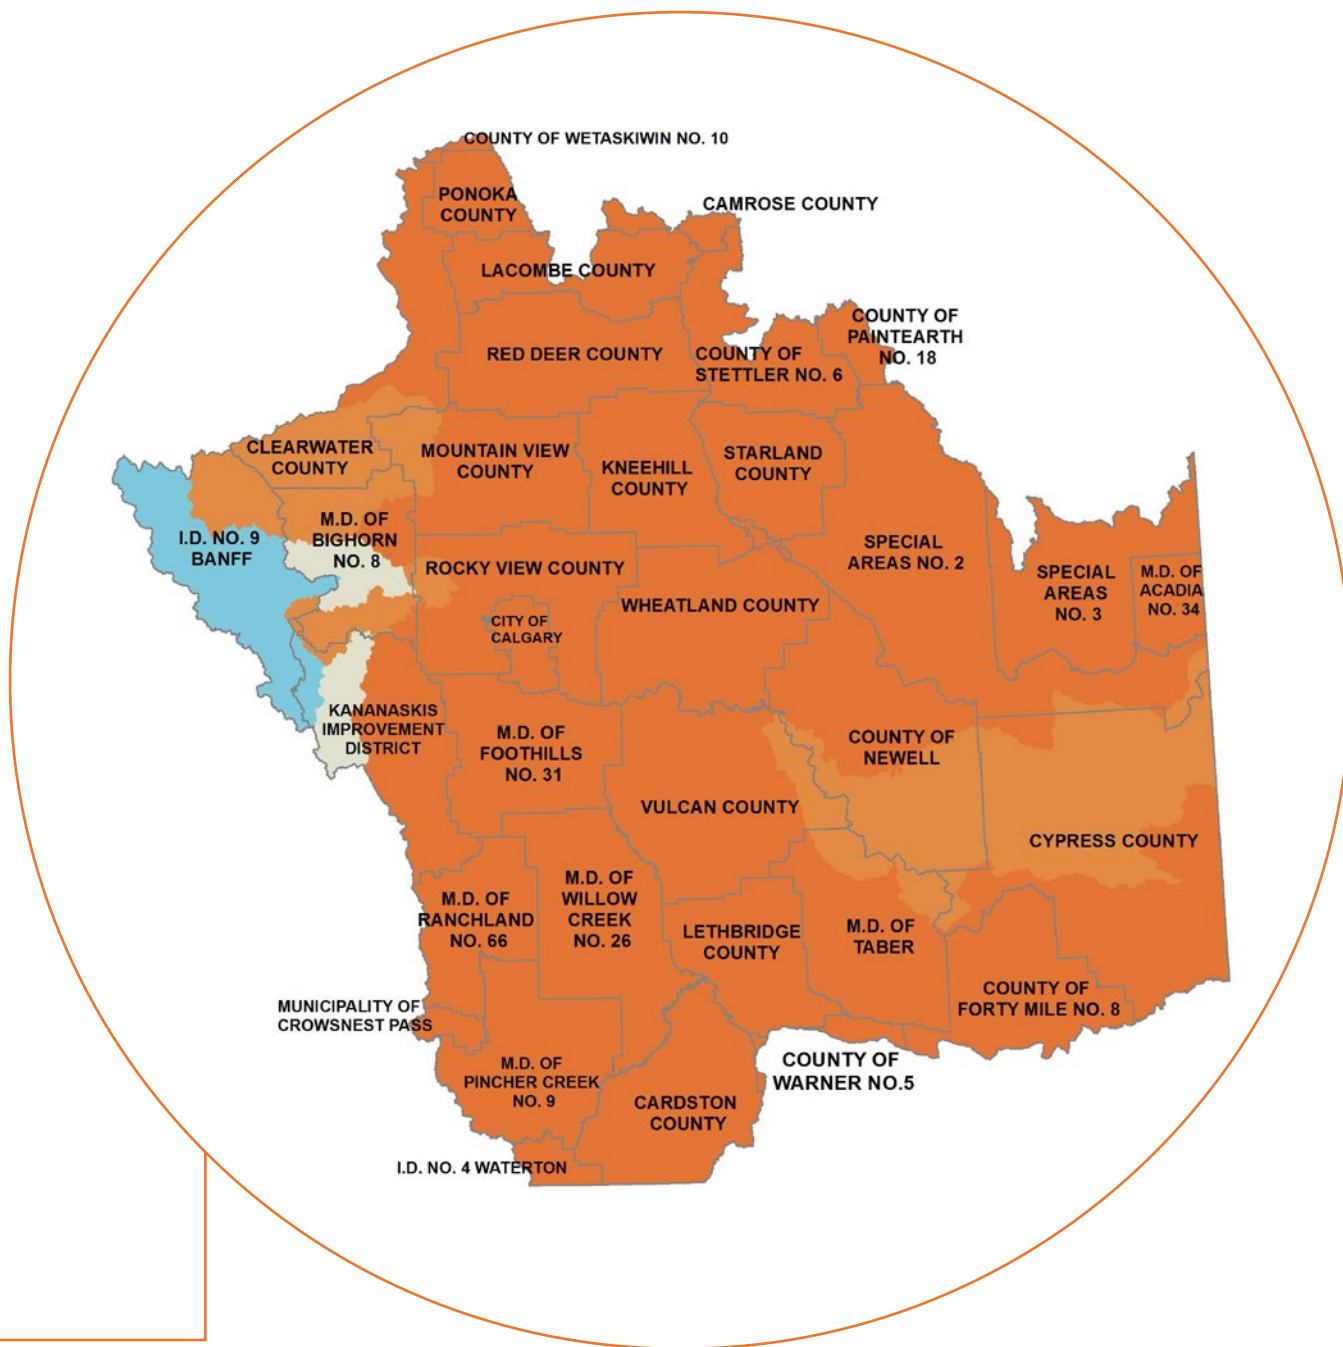 COUNTY OF WETASKIWIN NO. 10
PONOKA
COUNTY
CAMROSE COUNTY
LACOMBE COUNTY
COUNTY OF
PAINTEARTH
NO. 18
RED DEER COUNTY
COUNTY OF
STETTLER NO. 6
CLEARWATER
COUNTY
MOUNTAIN VIEW
COUNTY
KNEEHILL
COUNTY
STARLAND
COUNTY
I.D. NO. 9
BANFF
M.D. OF
BIGHORN
NO. 8
ROCKY VIEW COUNTY
SPECIAL
AREAS NO. 2
SPECIAL
AREAS
NO. 3
M.D. OF
ACADIA
NO. 34
WHEATLAND COUNTY
CITY OF
CALGARY
KANANASKIS
IMPROVEMENT
DISTRICT
M.D. OF
FOOTHILLS
NO. 31
COUNTY OF
NEWELL
VULCAN COUNTY
CYPRESS COUNTY
M.D. OF
RANCHLAND
NO. 66
M.D. OF
WILLOW
CREEK
NO. 26
LETHBRIDGE
COUNTY
M.D. OF
TABER
COUNTY OF
FORTY MILE NO. 8
MUNICIPALITY OF
CROWSNEST PASS
M.D. OF
PINCHER CREEK
NO. 9
COUNTY OF
WARNER NO.5
CARDSTON
COUNTY
I.D. NO. 4 WATERTON